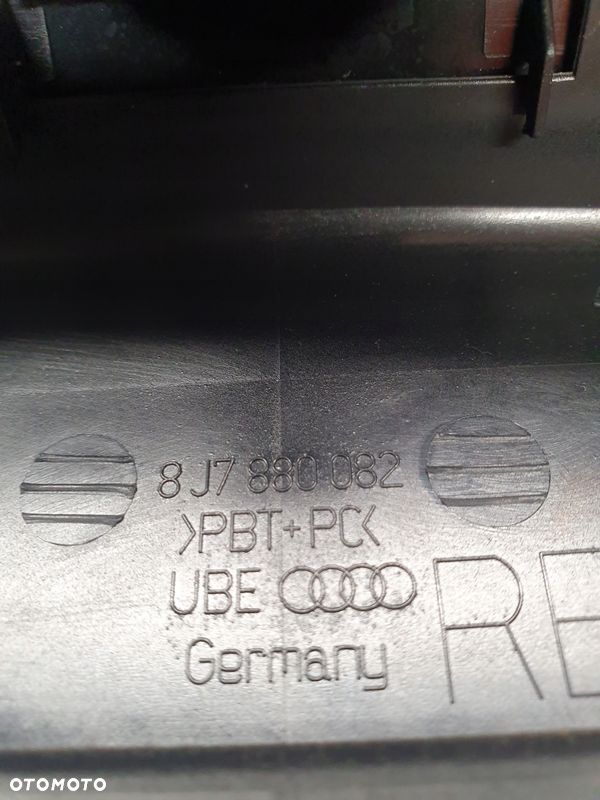 8J7 880 082
>PBT+PC<
UBE
Germany
RE
OTOMOTO